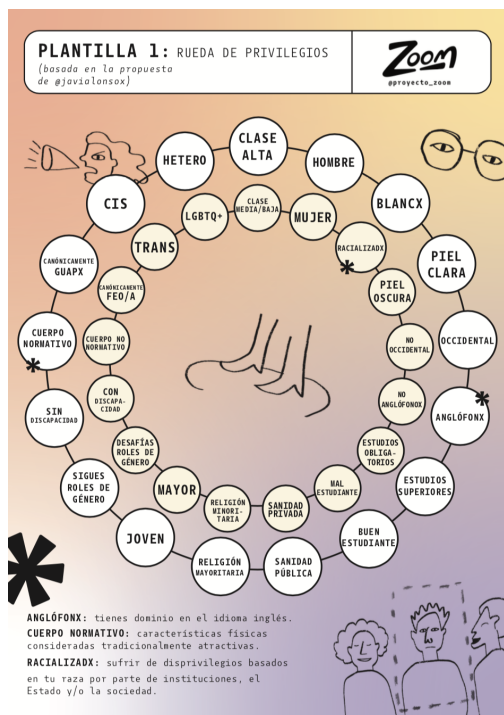 PLANTILLA 1: RUEDA DE PRIVILEGIOS
(basada en la propuesta
de @javialonsox)
ZOOM
@proyecto_zoom
CLASE
ALTA
HOMBRE
BLANCX
PIEL
CLARA
OCCIDENTAL
*
ANGLÓFONX
ESTUDIOS
SUPERIORES
BUEN
ESTUDIANTE
SANIDAD
PÚBLICA
RELIGIÓN
MAYORITARIA
JOVEN
SIGUES
ROLES DE
GÉNERO
SIN
DISCAPACIDAD
CUERPO
NORMATIVO
*
CANÓNICAMENTE
GUAPX
CIS
HETERO
CLASE
MEDIA/BAJA
MUJER
RACIALIZADX
*
PIEL
OSCURA
NO
OCCIDENTAL
NO
ANGLÓFONOX
ESTUDIOS
OBLIGA-
TORIOS
MAL
ESTUDIANTE
SANIDAD
PRIVADA
RELIGIÓN
MINORI-
TARIA
MAYOR
DESAFÍAS
ROLES DE
GÉNERO
CON
DISCAPA-
CIDAD
CUERPO NO
NORMATIVO
CANÓNICAMENTE
FEO/A
TRANS
LGBTQ+
*
ANGLÓFONX: tienes dominio en el idioma inglés.
CUERPO NORMATIVO: características físicas
consideradas tradicionalmente atractivas.
RACIALIZADX: sufrir de disprivilegios basados
en tu raza por parte de instituciones, el
Estado y/o la sociedad.